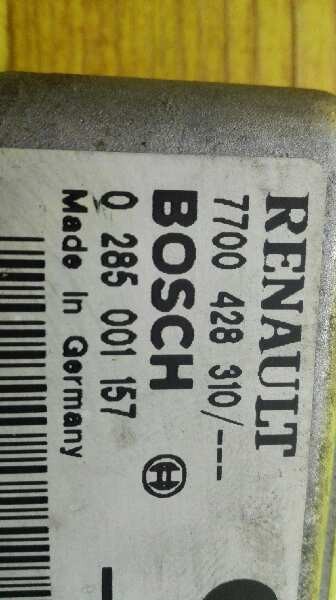 RENAULT
7700 428 310/---
BOSCH
0 285 001 157
Made In Germany